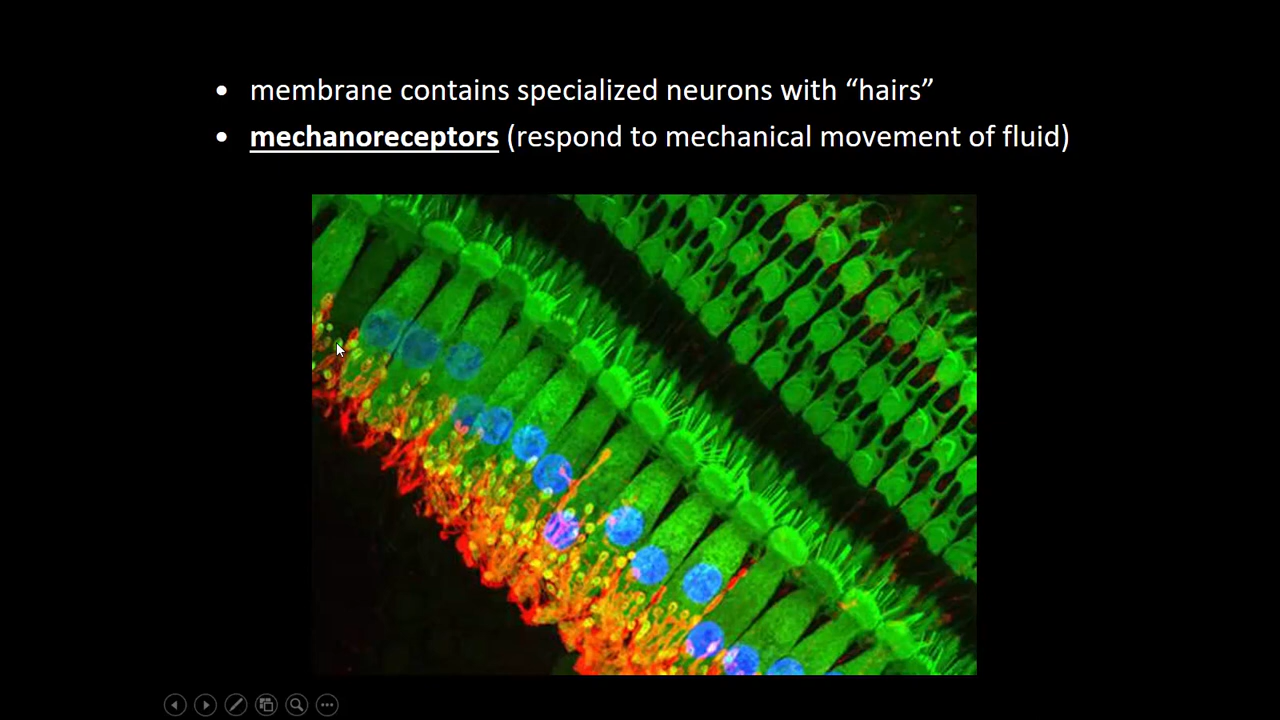 • membrane contains specialized neurons with “hairs”
• mechanoreceptors (respond to mechanical movement of fluid)